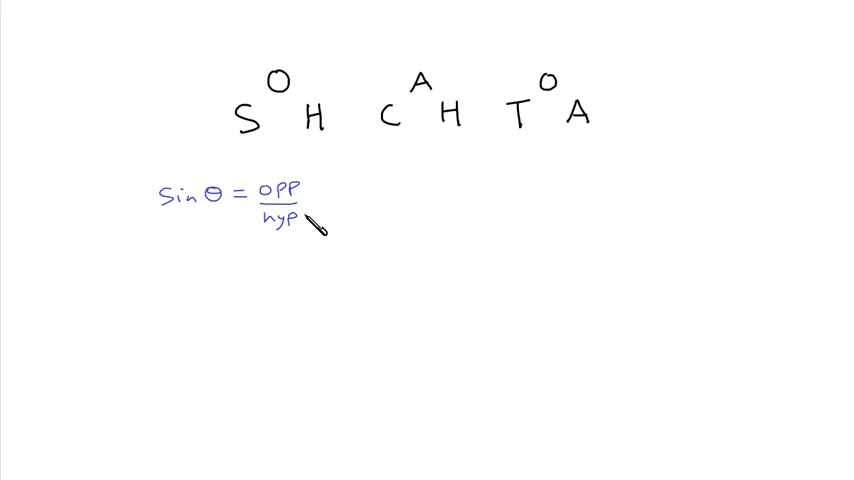 S O H C A H T O A
Sin θ = opp/hyp